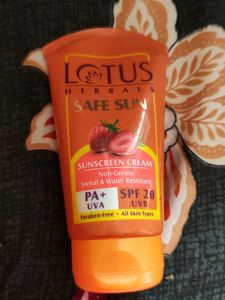 LOTUS
HERBALS
SAFE SUN
SUNSCREEN CREAM
Non-Greasy
Sweat & Water Resistant
PA+ SPF 20
UVA UVB
Paraben-Free • All Skin Types